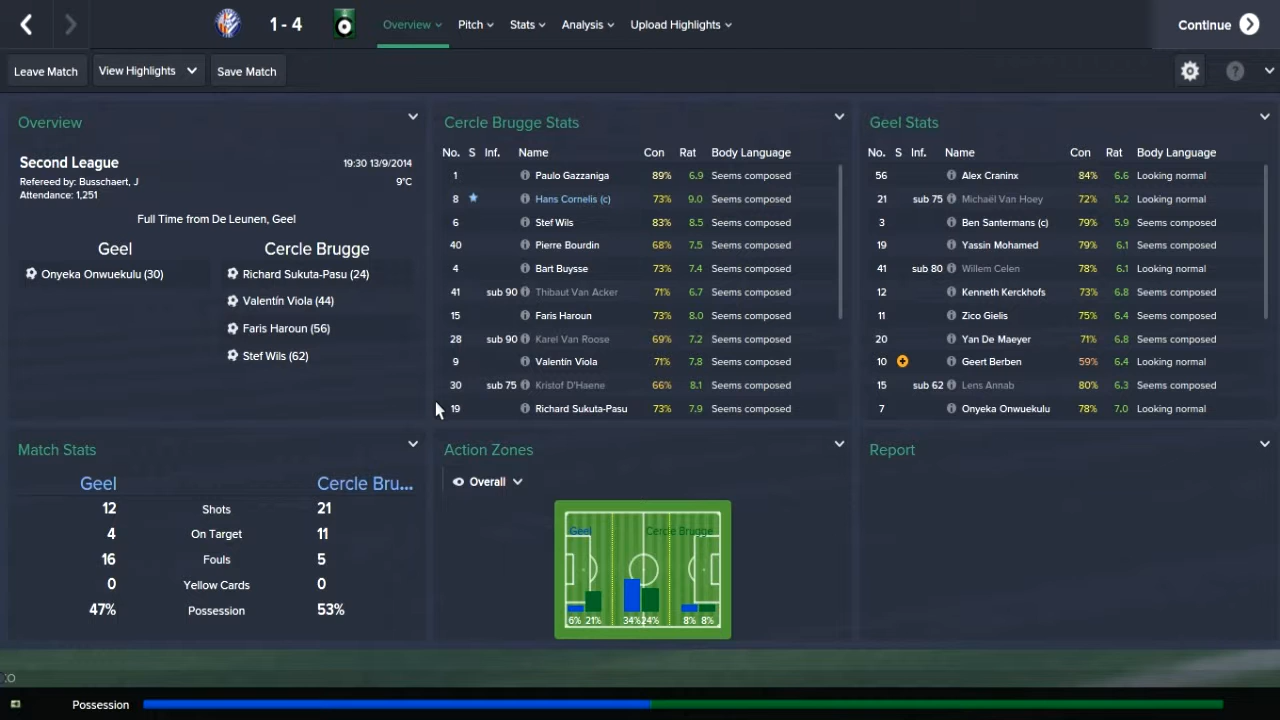 1 - 4
Overview
Pitch
Stats
Analysis
Upload Highlights
Continue
Leave Match
View Highlights
Save Match
?
Overview
Second League
19:30 13/9/2014
Refereed by: Busschaert, J
9°C
Attendance: 1,251
Full Time from De Leunen, Geel
Geel
Cercle Brugge
Onyeka Onwuekulu (30)
Richard Sukuta-Pasu (24)
Valentín Viola (44)
Faris Haroun (56)
Stef Wils (62)
Cercle Brugge Stats
No. S Inf. Name Con Rat Body Language
1 Paulo Gazzaniga 89% 6.9 Seems composed
8 Hans Cornelis (c) 73% 9.0 Seems composed
6 Stef Wils 83% 8.5 Seems composed
40 Pierre Bourdin 68% 7.5 Seems composed
4 Bart Buysse 73% 7.4 Seems composed
41 sub 90 Thibaut Van Acker 71% 6.7 Seems composed
15 Faris Haroun 73% 8.0 Seems composed
28 sub 90 Karel Van Roose 69% 7.2 Seems composed
9 Valentín Viola 71% 7.8 Seems composed
30 sub 75 Kristof D'Haene 66% 8.1 Seems composed
19 Richard Sukuta-Pasu 73% 7.9 Seems composed
Geel Stats
No. S Inf. Name Con Rat Body Language
56 Alex Craninx 84% 6.6 Looking normal
21 sub 75 Michaël Van Hoey 72% 5.2 Looking normal
3 Ben Santermans (c) 79% 5.9 Seems composed
19 Yassin Mohamed 79% 6.1 Seems composed
41 sub 80 Willem Celen 78% 6.1 Looking normal
12 Kenneth Kerckhofs 73% 6.8 Seems composed
11 Zico Gielis 75% 6.4 Seems composed
20 Yan De Maeyer 71% 6.8 Seems composed
10 Geert Berben 59% 6.4 Looking normal
15 sub 62 Lens Annab 80% 6.3 Seems composed
7 Onyeka Onwuekulu 78% 7.0 Looking normal
Match Stats
Geel Cercle Bru...
12 Shots 21
4 On Target 11
16 Fouls 5
0 Yellow Cards 0
47% Possession 53%
Action Zones
Overall
Geel Cercle Brugge
6% 21% 34% 24% 8% 8%
Report
Possession